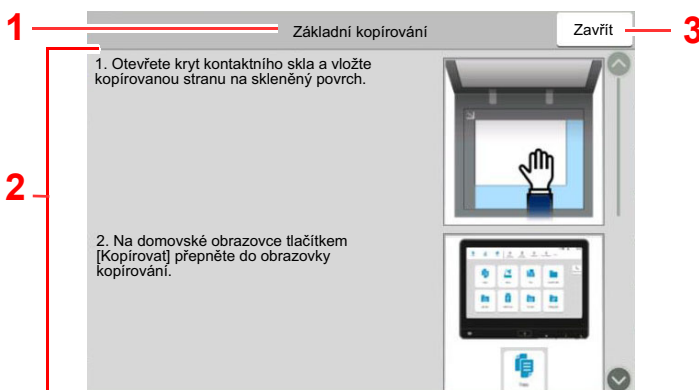 1
Základní kopírování
Zavřít
3
1. Otevřete kryt kontaktního skla a vložte
kopírovanou stranu na skleněný povrch.
2
2. Na domovské obrazovce tlačítkem
[Kopírovat] přepněte do obrazovky
kopírování.